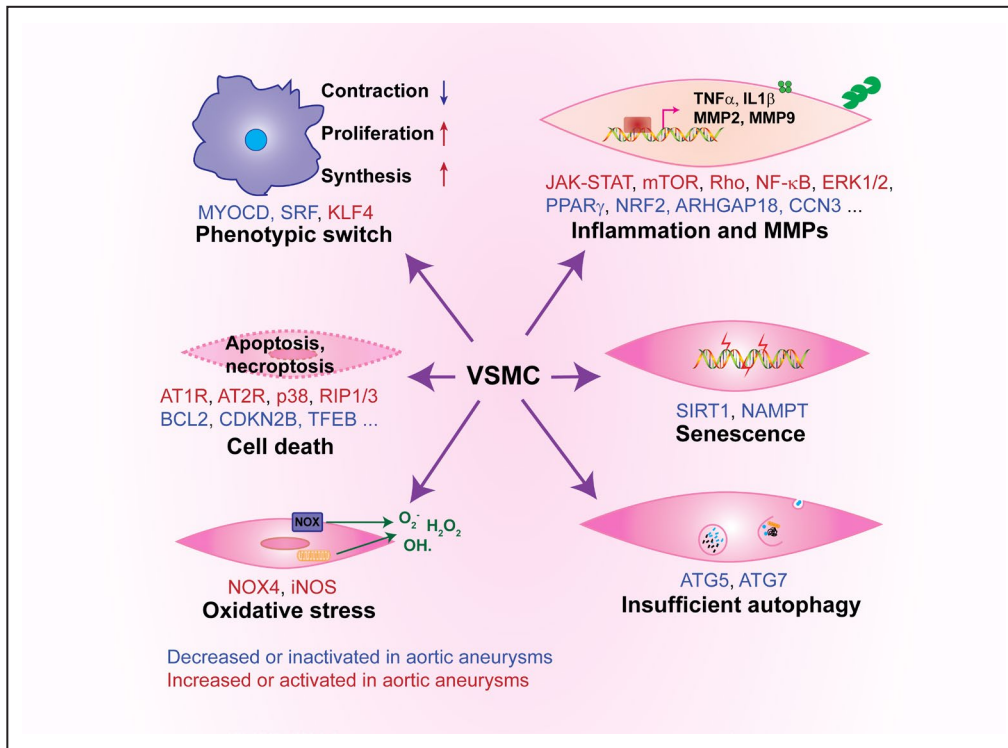 Contraction ↓
Proliferation ↑
Synthesis ↑
MYOCD, SRF, KLF4
Phenotypic switch
TNFα, IL1β
MMP2, MMP9
JAK-STAT, mTOR, Rho, NF-κB, ERK1/2,
PPARγ, NRF2, ARHGAP18, CCN3 ...
Inflammation and MMPs
Apoptosis,
necroptosis
AT1R, AT2R, p38, RIP1/3
BCL2, CDKN2B, TFEB ...
Cell death
VSMC
SIRT1, NAMPT
Senescence
NOX
O₂⁻ H₂O₂
OH.
NOX4, iNOS
Oxidative stress
ATG5, ATG7
Insufficient autophagy
Decreased or inactivated in aortic aneurysms
Increased or activated in aortic aneurysms